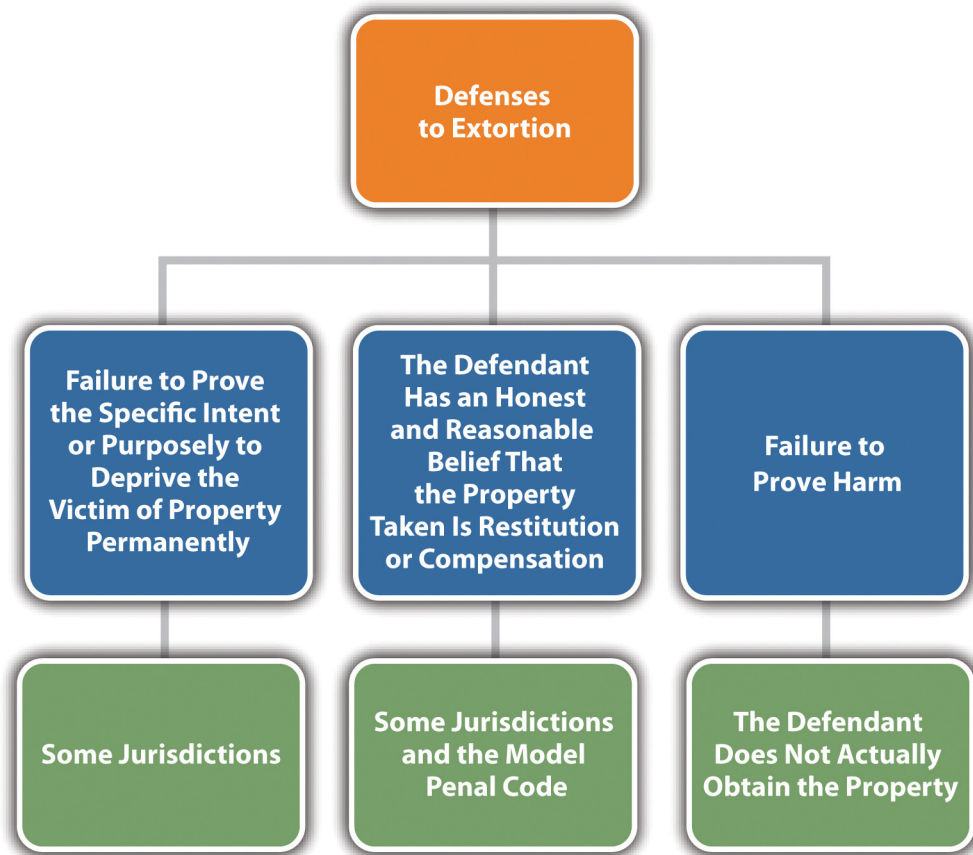 Defenses
to Extortion
Failure to Prove
the Specific Intent
or Purposely to
Deprive the
Victim of Property
Permanently
The Defendant
Has an Honest
and Reasonable
Belief That
the Property
Taken Is Restitution
or Compensation
Failure to
Prove Harm
Some Jurisdictions
Some Jurisdictions
and the Model
Penal Code
The Defendant
Does Not Actually
Obtain the Property